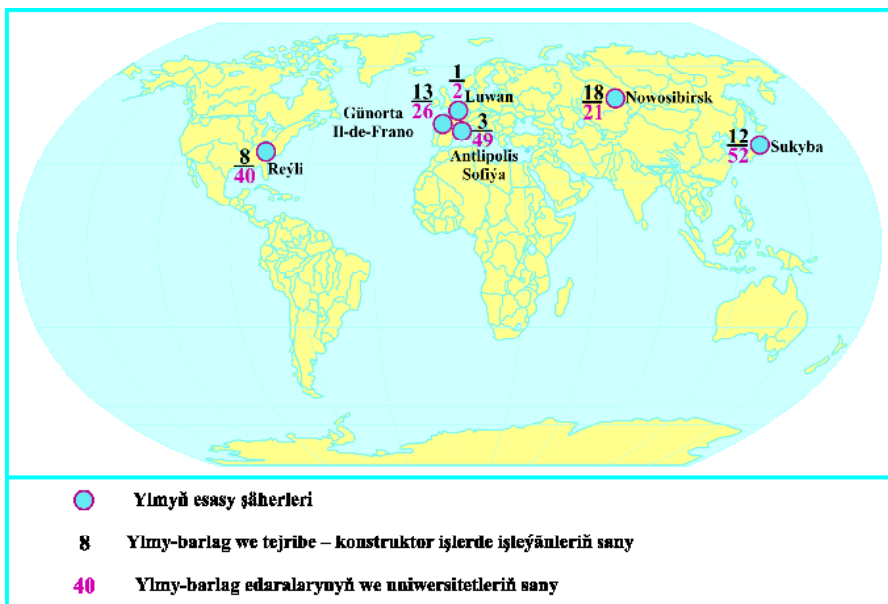 1
2
Luwan
13
26
Günorta
Il-de-Frano
3
49
Antlipolis
Sofiýa
18
21
Nowosibirsk
12
52
Sukyba
8
40
Reýli
Ylmyň esasy şäherleri
8 Ylmy-barlag we tejribe – konstruktor işlerde işleýänleriň sany
40 Ylmy-barlag edaralarynyň we uniwersitetleriň sany